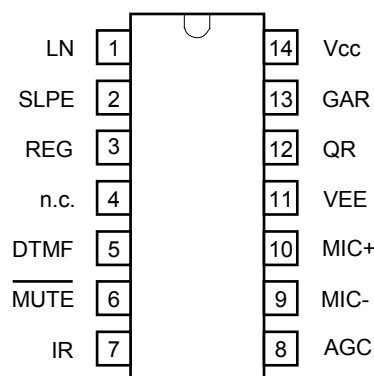 LN 1 14 Vcc
SLPE 2 13 GAR
REG 3 12 QR
n.c. 4 11 VEE
DTMF 5 10 MIC+
MUTE 6 9 MIC-
IR 7 8 AGC